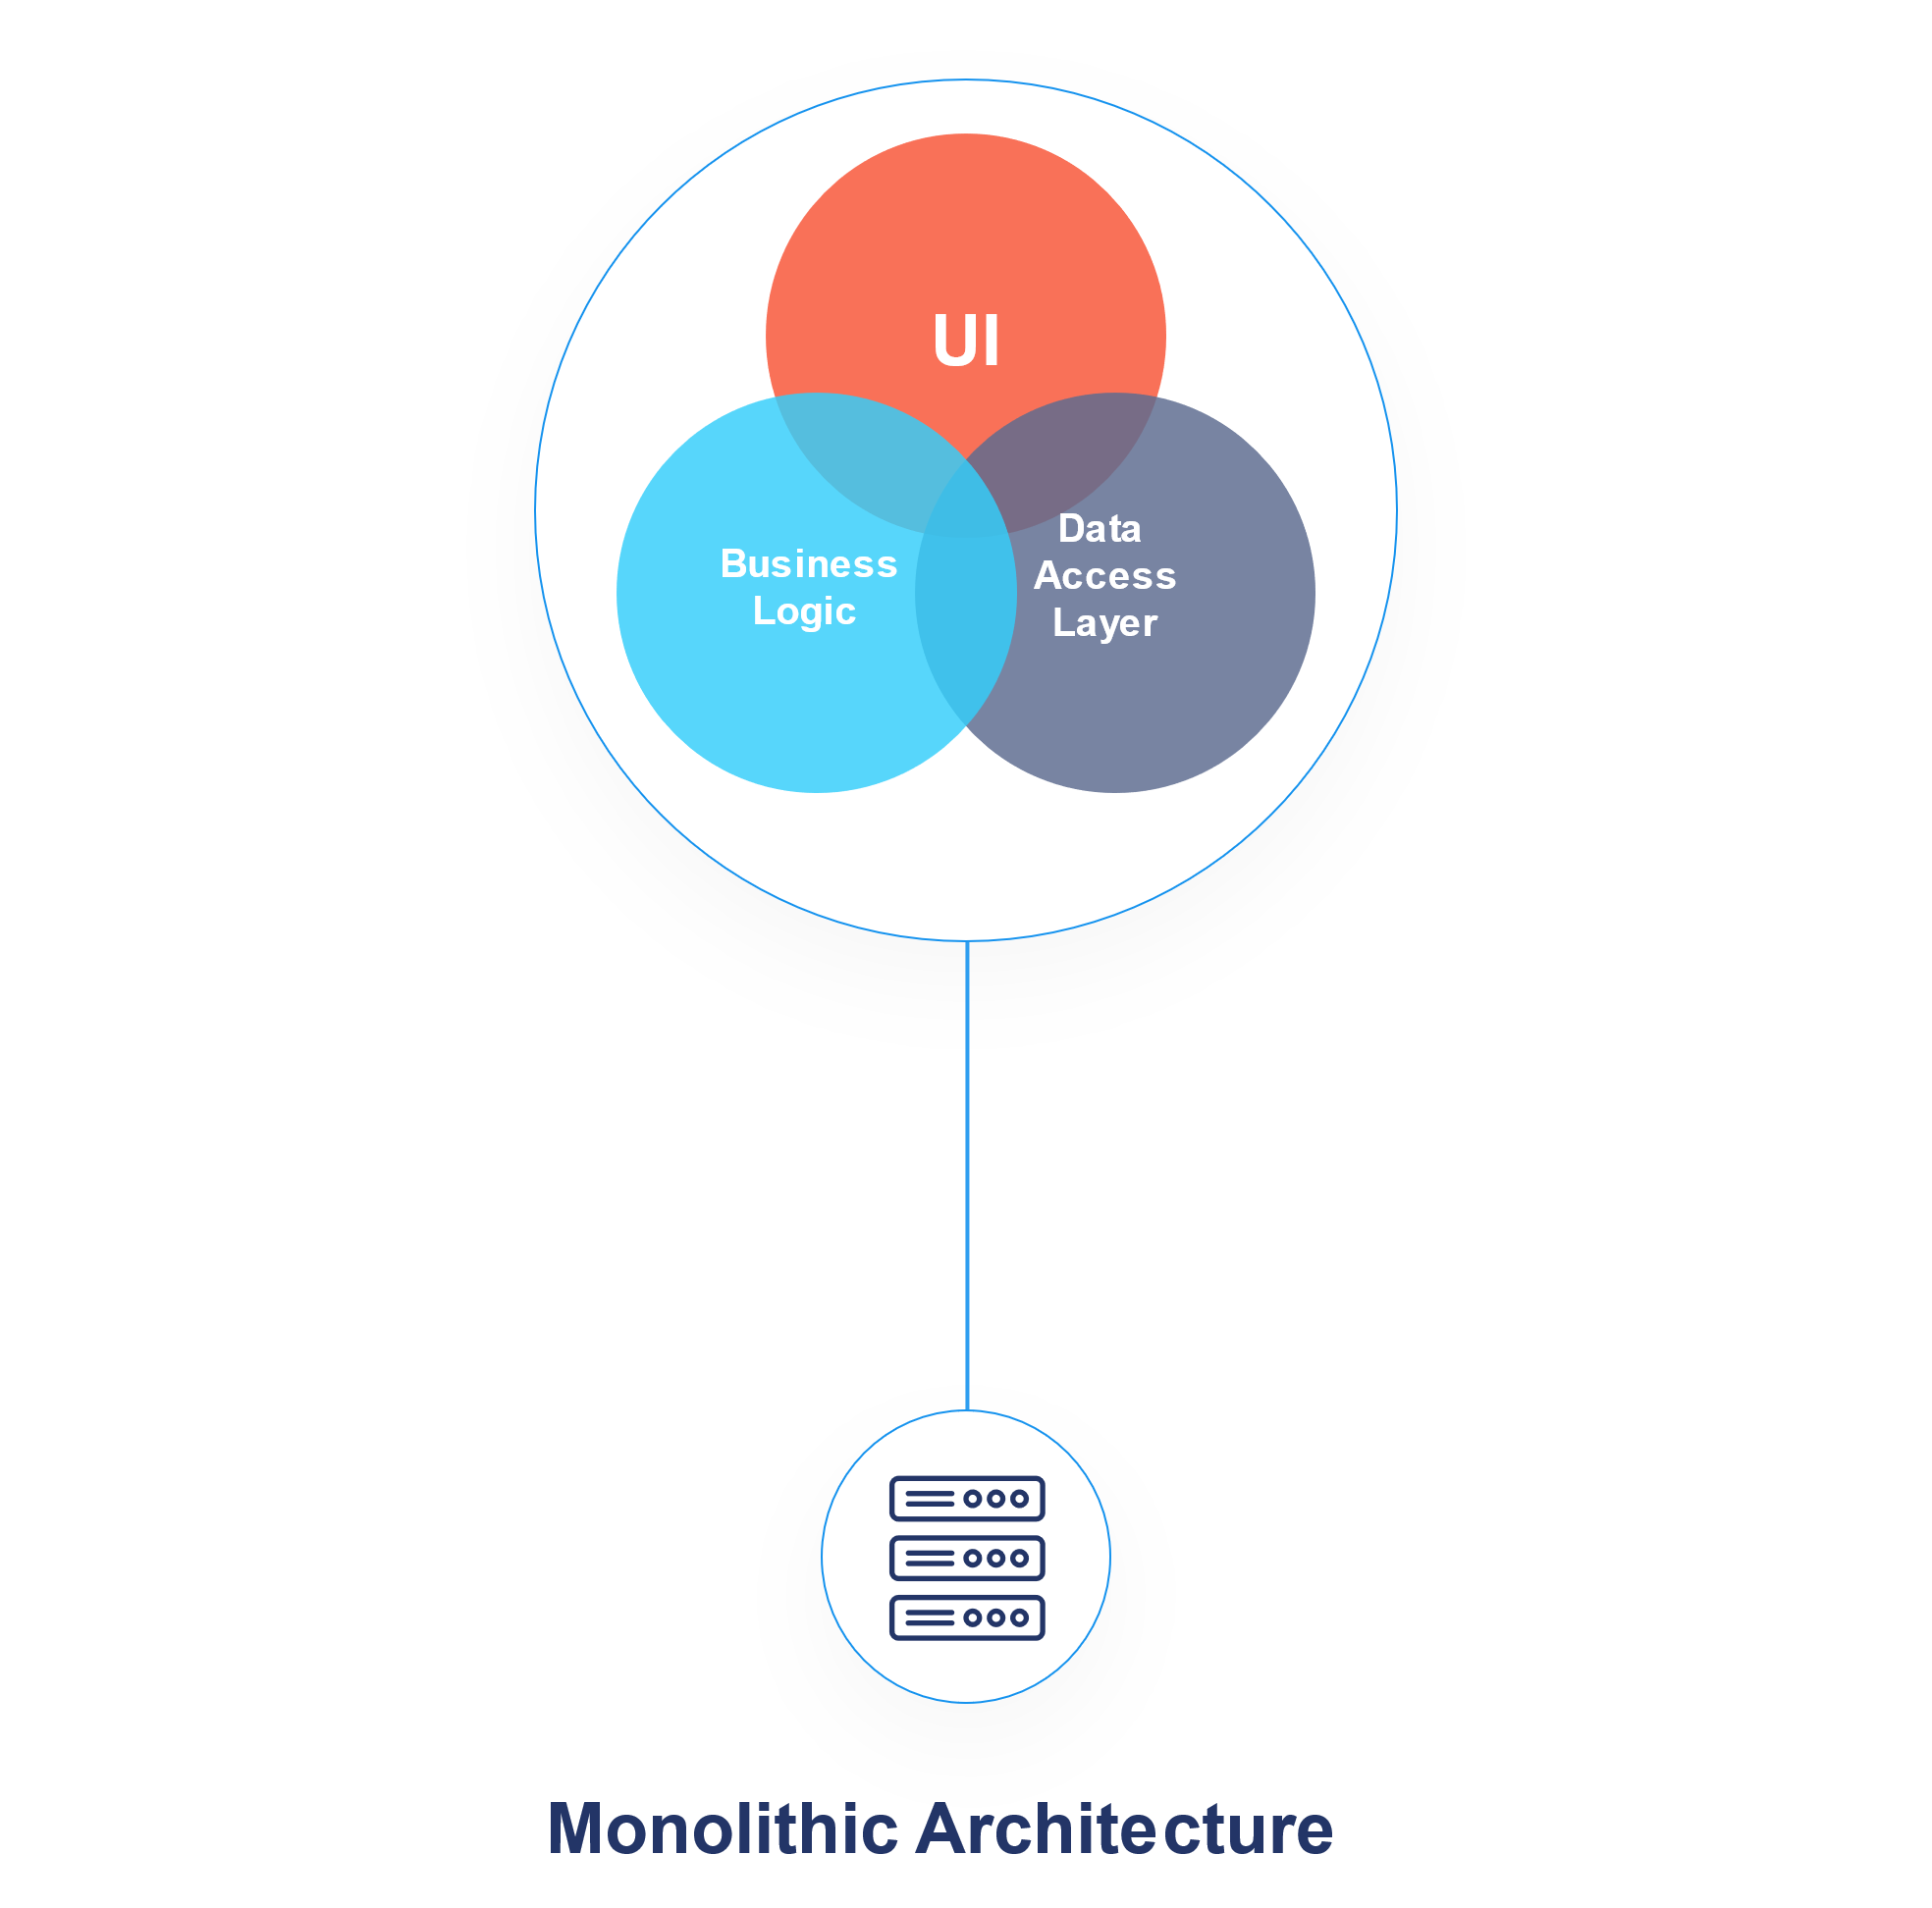 UI
Business
Logic
Data
Access
Layer
Monolithic Architecture